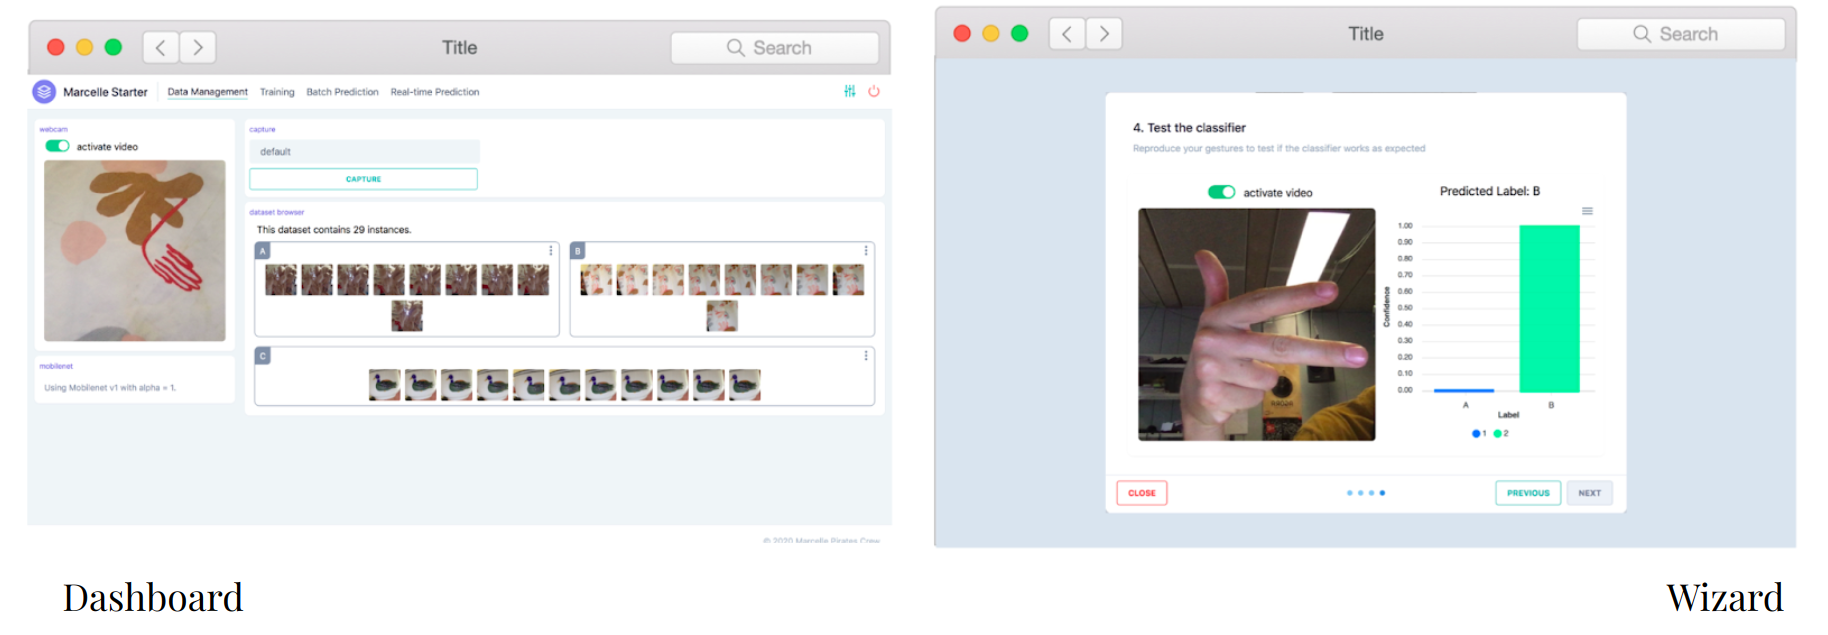 Title
Search
Marcelle Starter
Data Management Training Batch Prediction Real-time Prediction
webcam
activate video
mobilenet
Using Mobilenet v1 with alpha = 1.
capture
default
CAPTURE
dataset browser
This dataset contains 29 instances.
A
B
C
© 2020 Marcelle Pirates Crew
Dashboard
Title
Search
4. Test the classifier
Reproduce your gestures to test if the classifier works as expected
activate video
Predicted Label: B
1.00
0.90
0.80
0.70
0.60
0.50
0.40
0.30
0.20
0.10
0.00
Confidence
A B
Label
1 2
CLOSE
PREVIOUS
NEXT
Wizard